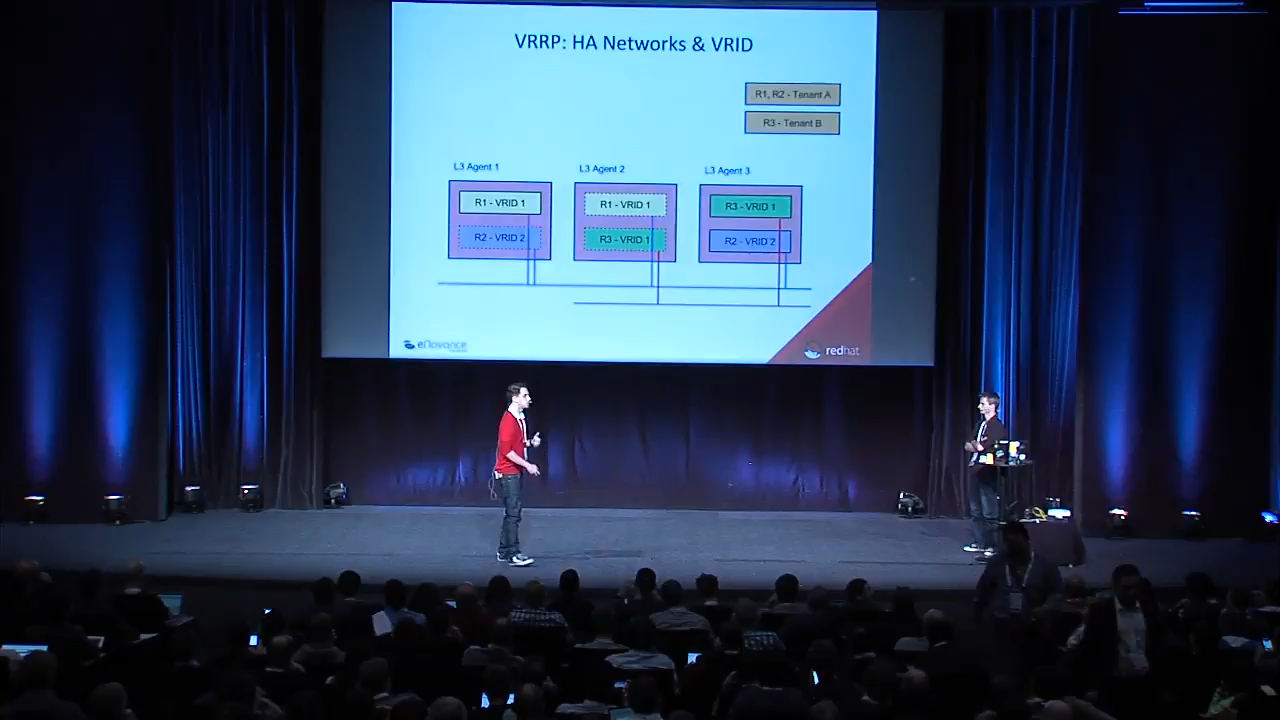 VRRP: HA Networks & VRID
R1, R2 - Tenant A
R3 - Tenant B
L3 Agent 1
L3 Agent 2
L3 Agent 3
R1 - VRID 1
R1 - VRID 1
R3 - VRID 1
R2 - VRID 2
R3 - VRID 1
R2 - VRID 2
eNovance
redhat